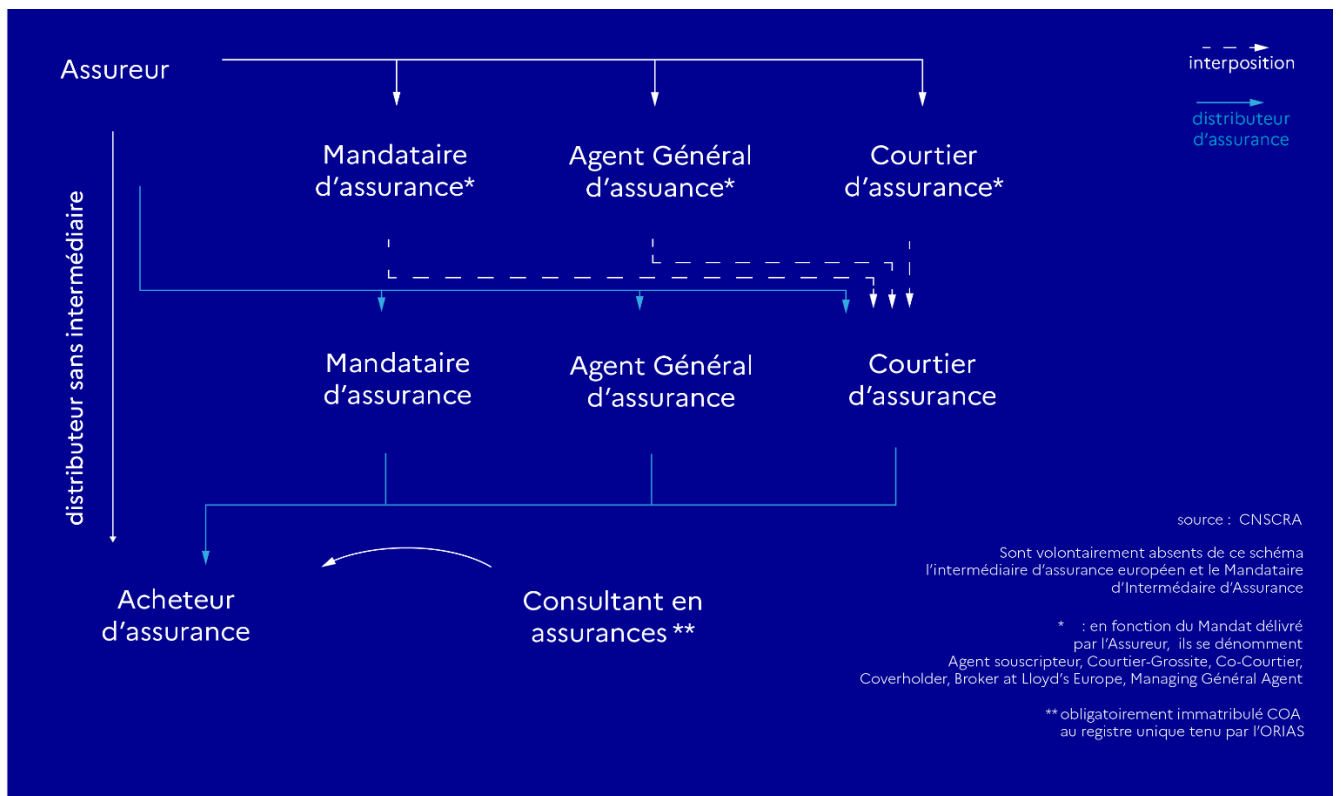 Assureur
interposition
distributeur
d'assurance
Mandataire
d'assurance*
Agent Général
d'assuance*
Courtier
d'assurance*
distributeur sans intermédiaire
Mandataire
d'assurance
Agent Général
d'assurance
Courtier
d'assurance
Acheteur
d'assurance
Consultant en
assurances **
source : CNSCRA
Sont volontairement absents de ce schéma
l'intermédiaire d'assurance européen et le Mandataire
d'Intermédaire d'Assurance
* : en fonction du Mandat délivré
par l'Assureur, ils se dénomment
Agent souscripteur, Courtier-Grossite, Co-Courtier,
Coverholder, Broker at Lloyd's Europe, Managing Général Agent
** obligatoirement immatribulé COA
au registre unique tenu par l'ORIAS